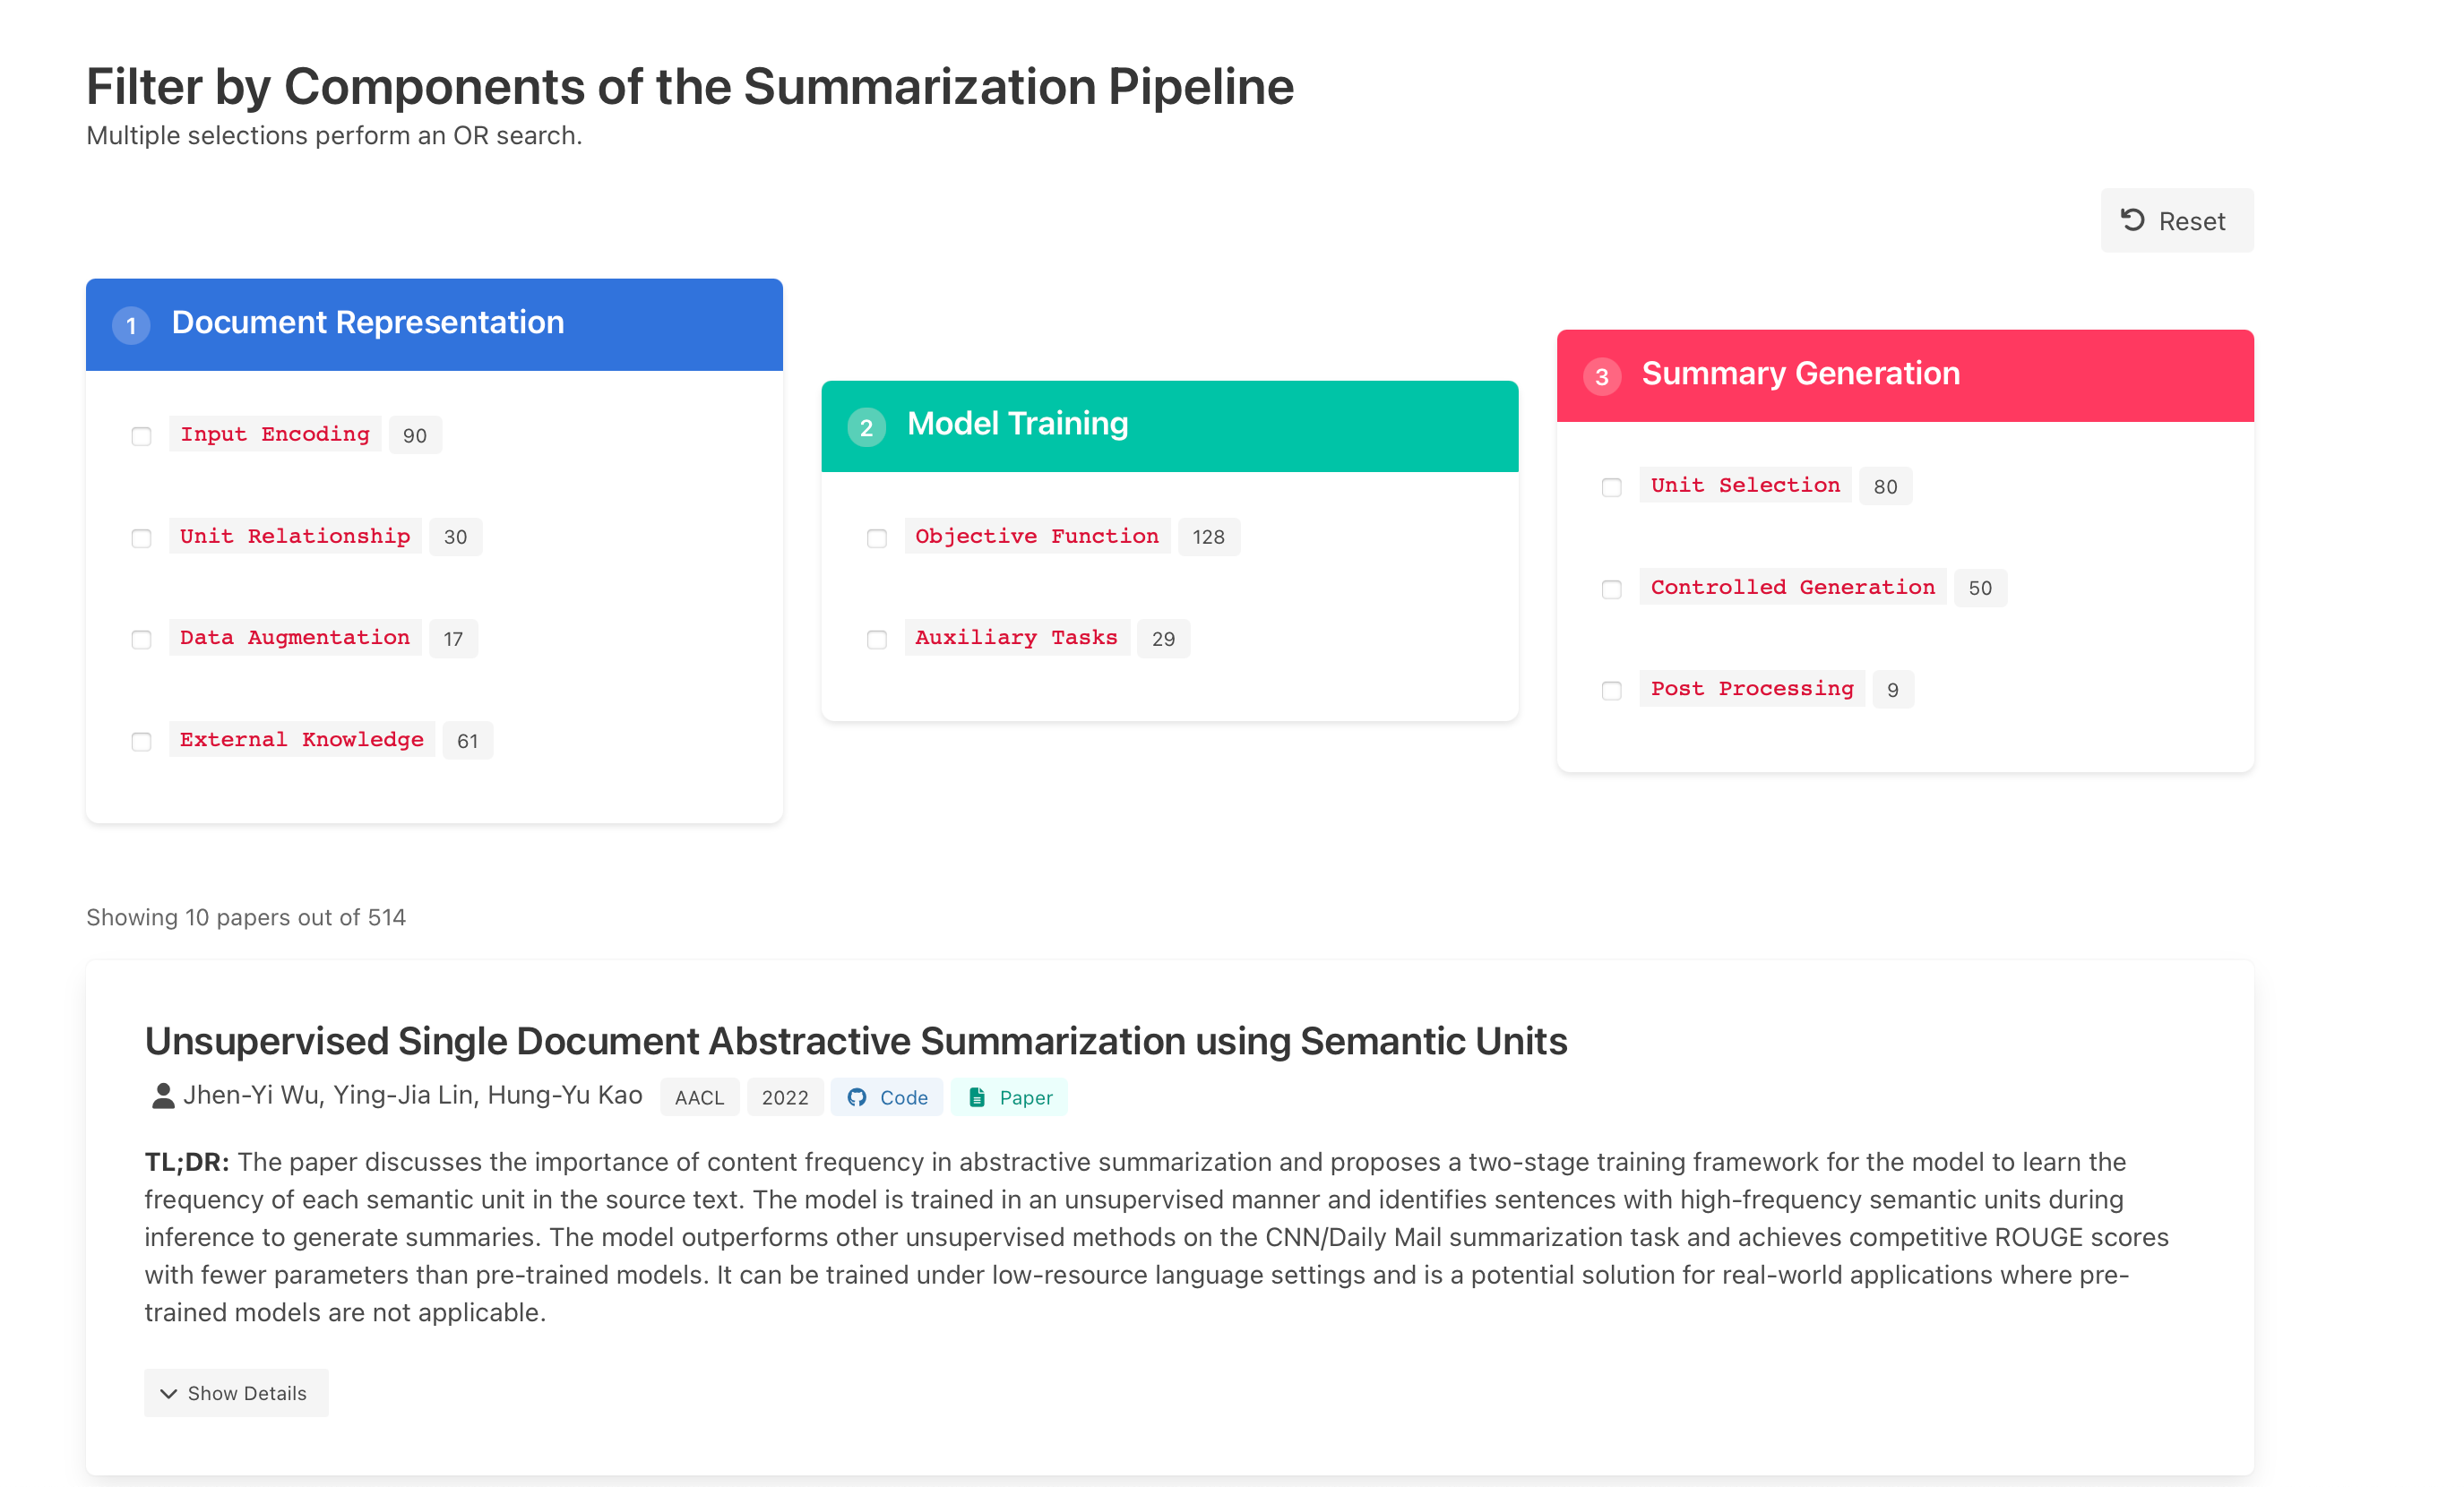 Filter by Components of the Summarization Pipeline
Multiple selections perform an OR search.
Reset
1 Document Representation
Input Encoding 90
Unit Relationship 30
Data Augmentation 17
External Knowledge 61
2 Model Training
Objective Function 128
Auxiliary Tasks 29
3 Summary Generation
Unit Selection 80
Controlled Generation 50
Post Processing 9
Showing 10 papers out of 514
Unsupervised Single Document Abstractive Summarization using Semantic Units
Jhen-Yi Wu, Ying-Jia Lin, Hung-Yu Kao AACL 2022 Code Paper
TL;DR: The paper discusses the importance of content frequency in abstractive summarization and proposes a two-stage training framework for the model to learn the
frequency of each semantic unit in the source text. The model is trained in an unsupervised manner and identifies sentences with high-frequency semantic units during
inference to generate summaries. The model outperforms other unsupervised methods on the CNN/Daily Mail summarization task and achieves competitive ROUGE scores
with fewer parameters than pre-trained models. It can be trained under low-resource language settings and is a potential solution for real-world applications where pre-
trained models are not applicable.
Show Details